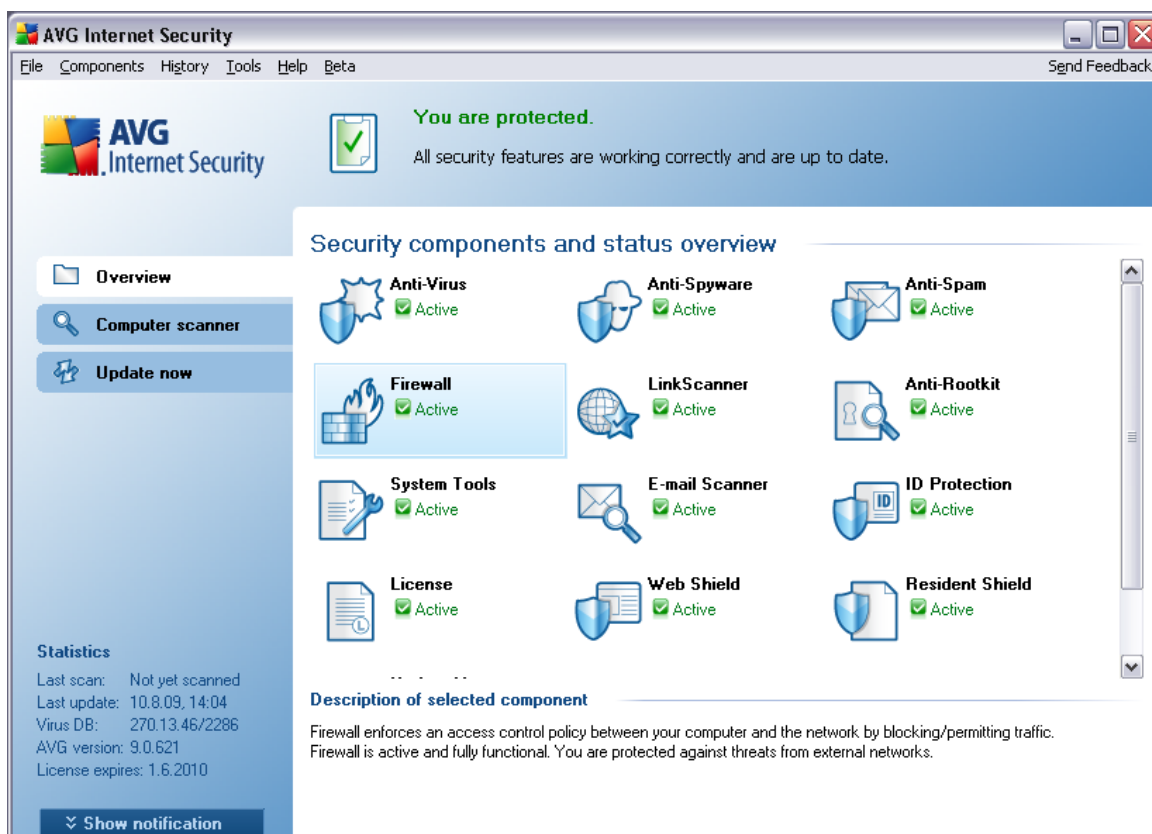 AVG Internet Security
File Components History Tools Help Beta Send Feedback
AVG
Internet Security
You are protected.
All security features are working correctly and are up to date.
Overview
Computer scanner
Update now
Security components and status overview
Anti-Virus
Active
Anti-Spyware
Active
Anti-Spam
Active
Firewall
Active
LinkScanner
Active
Anti-Rootkit
Active
System Tools
Active
E-mail Scanner
Active
ID Protection
ID
Active
License
L
Active
Web Shield
Active
Resident Shield
Active
Statistics
Last scan: Not yet scanned
Last update: 10.8.09, 14:04
Virus DB: 270.13.46/2286
AVG version: 9.0.621
License expires: 1.6.2010
Show notification
Description of selected component
Firewall enforces an access control policy between your computer and the network by blocking/permitting traffic.
Firewall is active and fully functional. You are protected against threats from external networks.